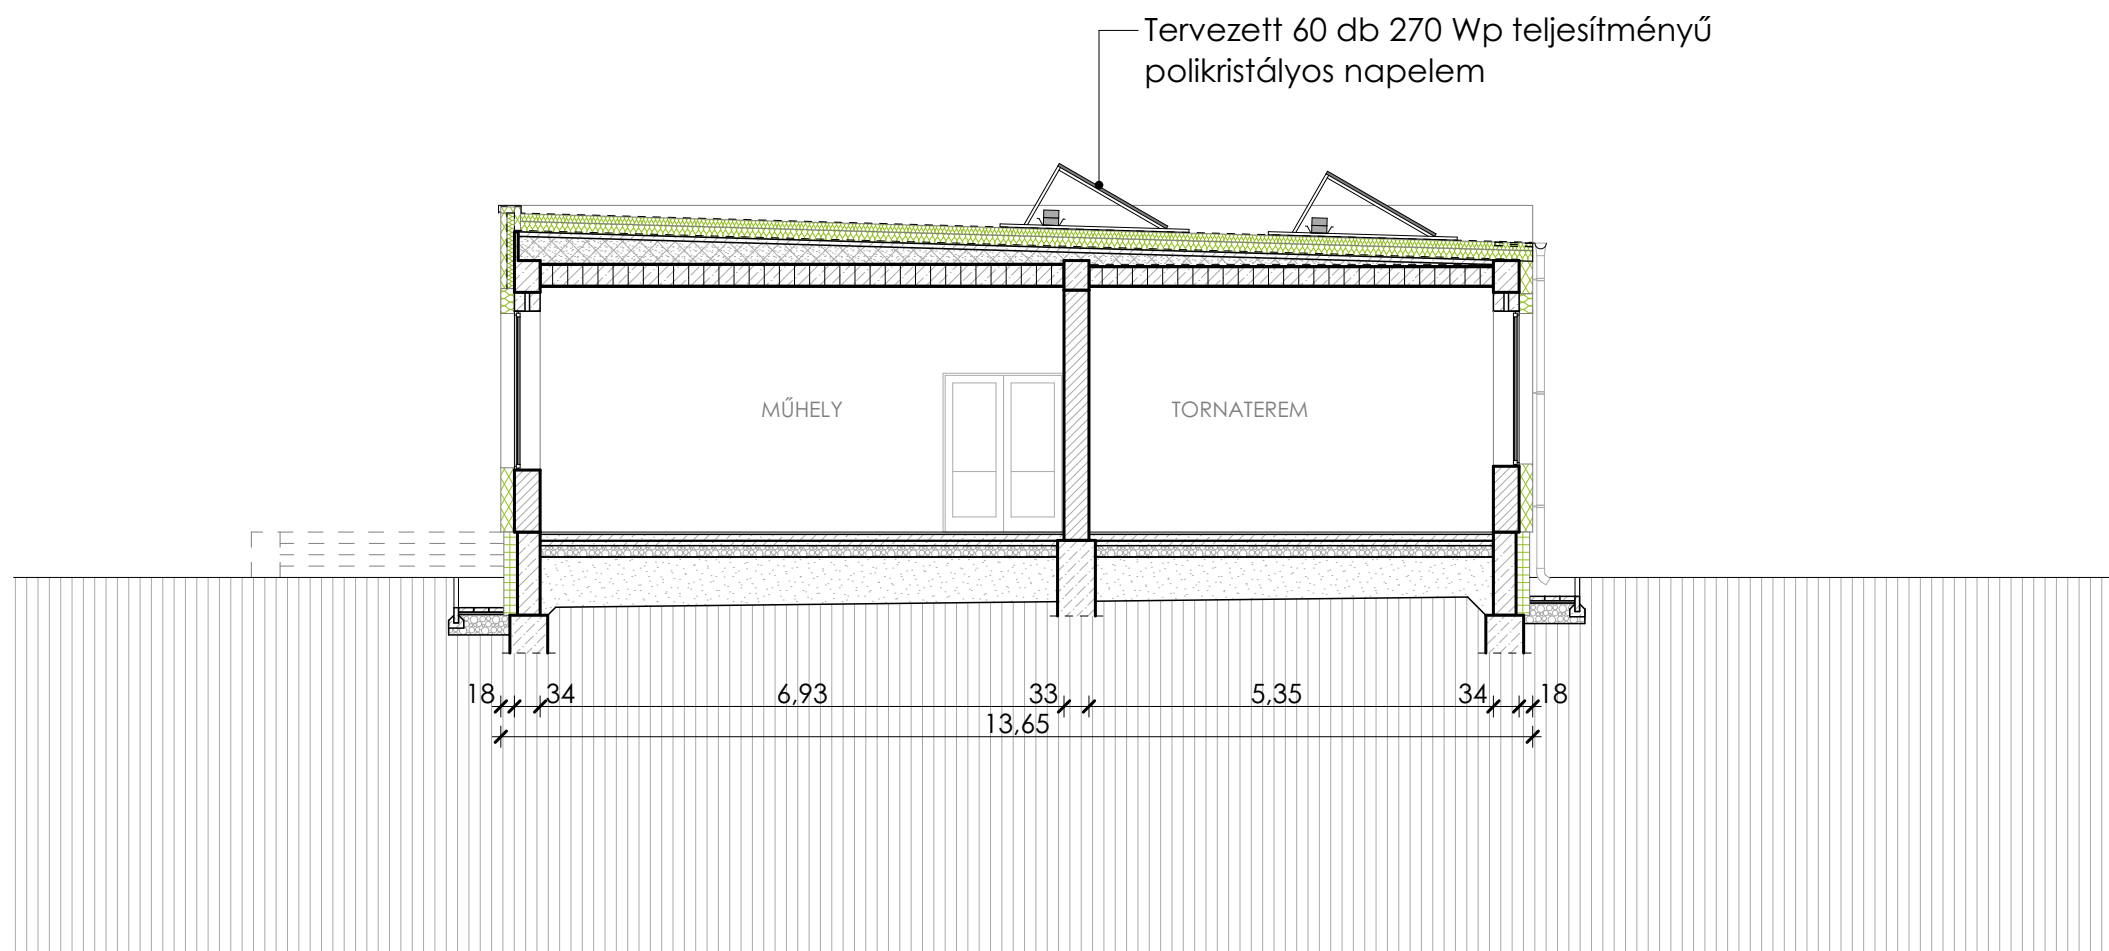 Tervezett 60 db 270 Wp teljesítményű
polikristályos napelem
MŰHELY
TORNATEREM
18 34 6,93 33 5,35 34 18
13,65